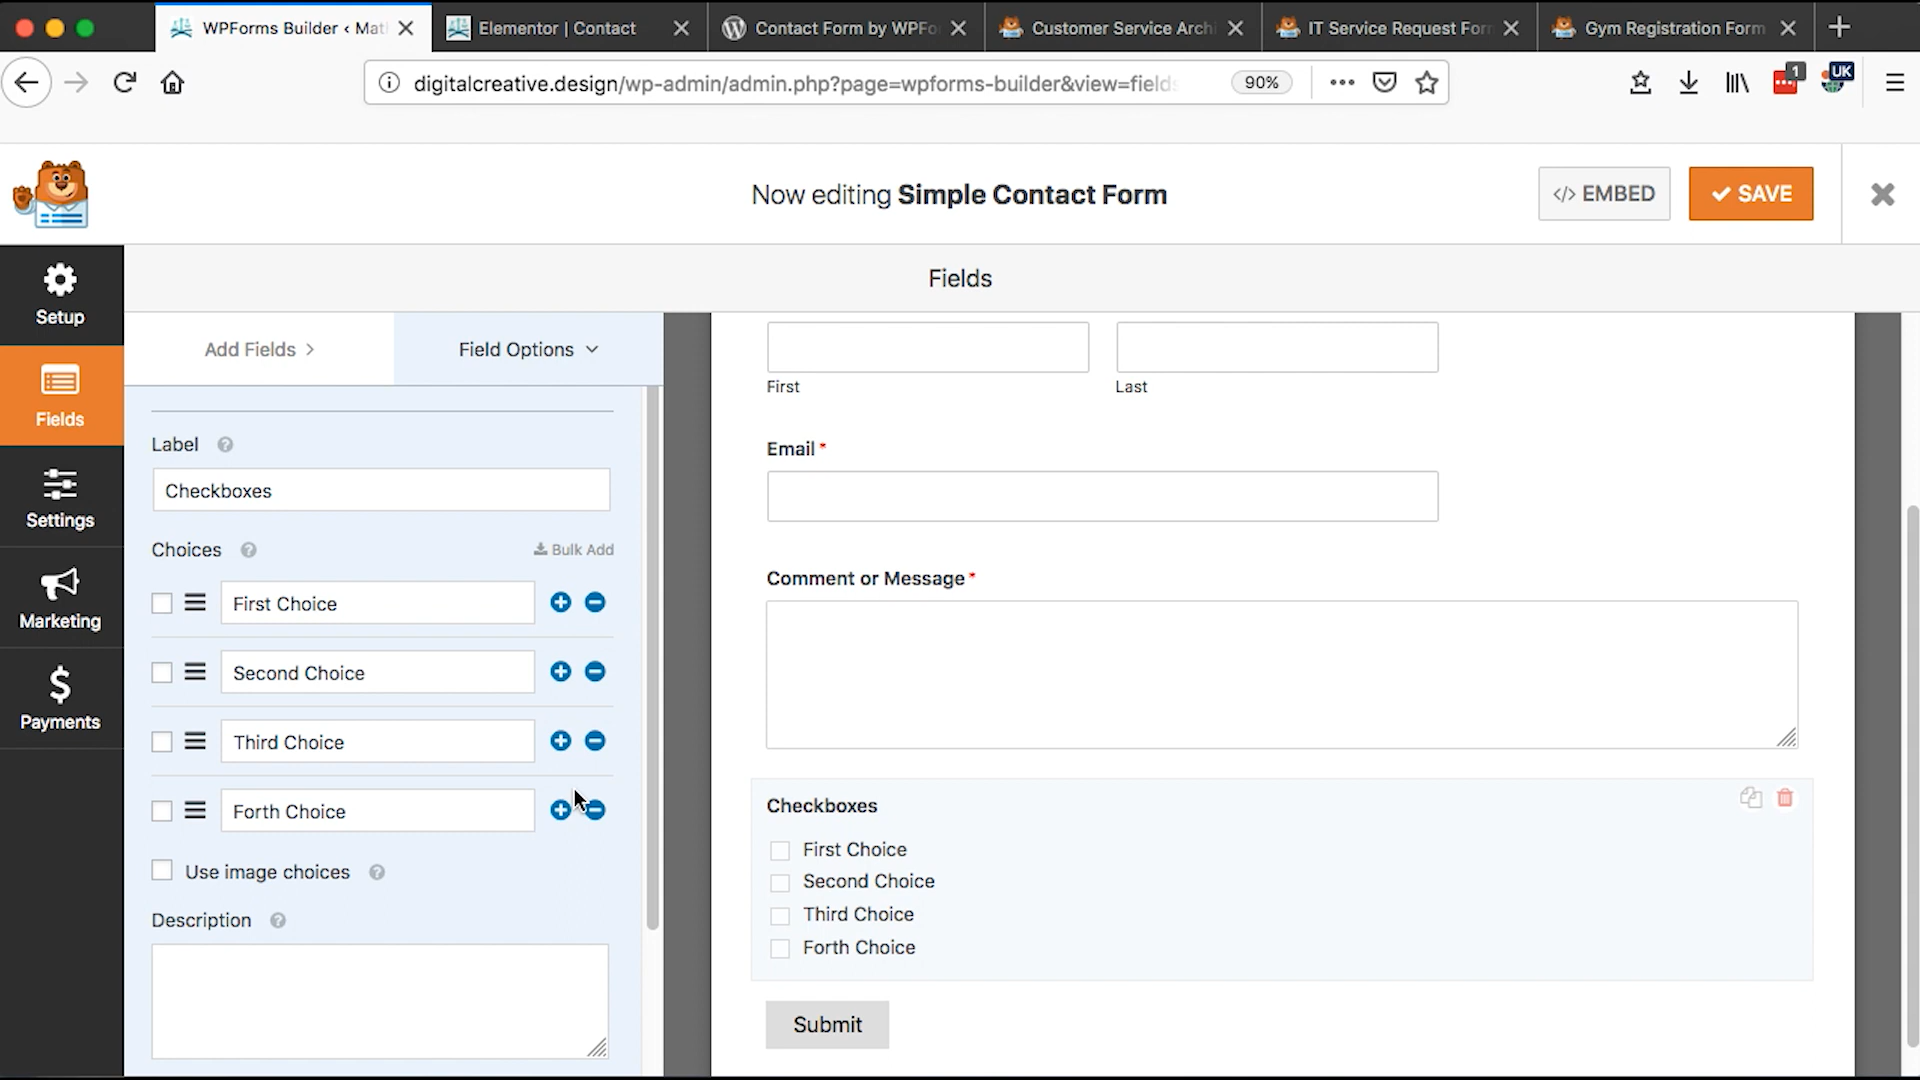 WPForms Builder ‹ Mat
Elementor | Contact
Contact Form by WPFo
Customer Service Archi
IT Service Request For
Gym Registration Form
digitalcreative.design/wp-admin/admin.php?page=wpforms-builder&view=fields
90%
1
UK
Now editing Simple Contact Form
</> EMBED
SAVE
Fields
Setup
Fields
Settings
Marketing
Payments
Add Fields
Field Options
Label
Checkboxes
Choices
Bulk Add
First Choice
Second Choice
Third Choice
Forth Choice
Use image choices
Description
First
Last
Email *
Comment or Message *
Checkboxes
First Choice
Second Choice
Third Choice
Forth Choice
Submit